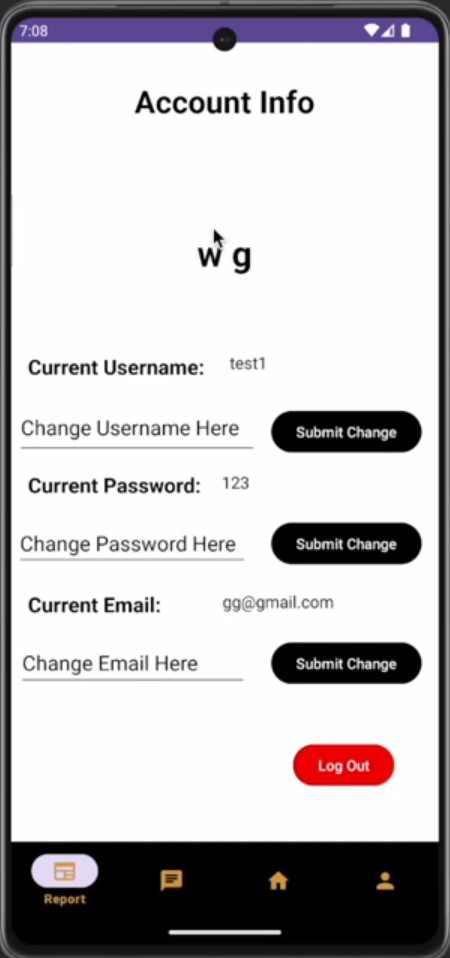 7:08
Account Info
w g
Current Username: test1
Change Username Here
Submit Change
Current Password: 123
Change Password Here
Submit Change
Current Email: gg@gmail.com
Change Email Here
Submit Change
Log Out
Report